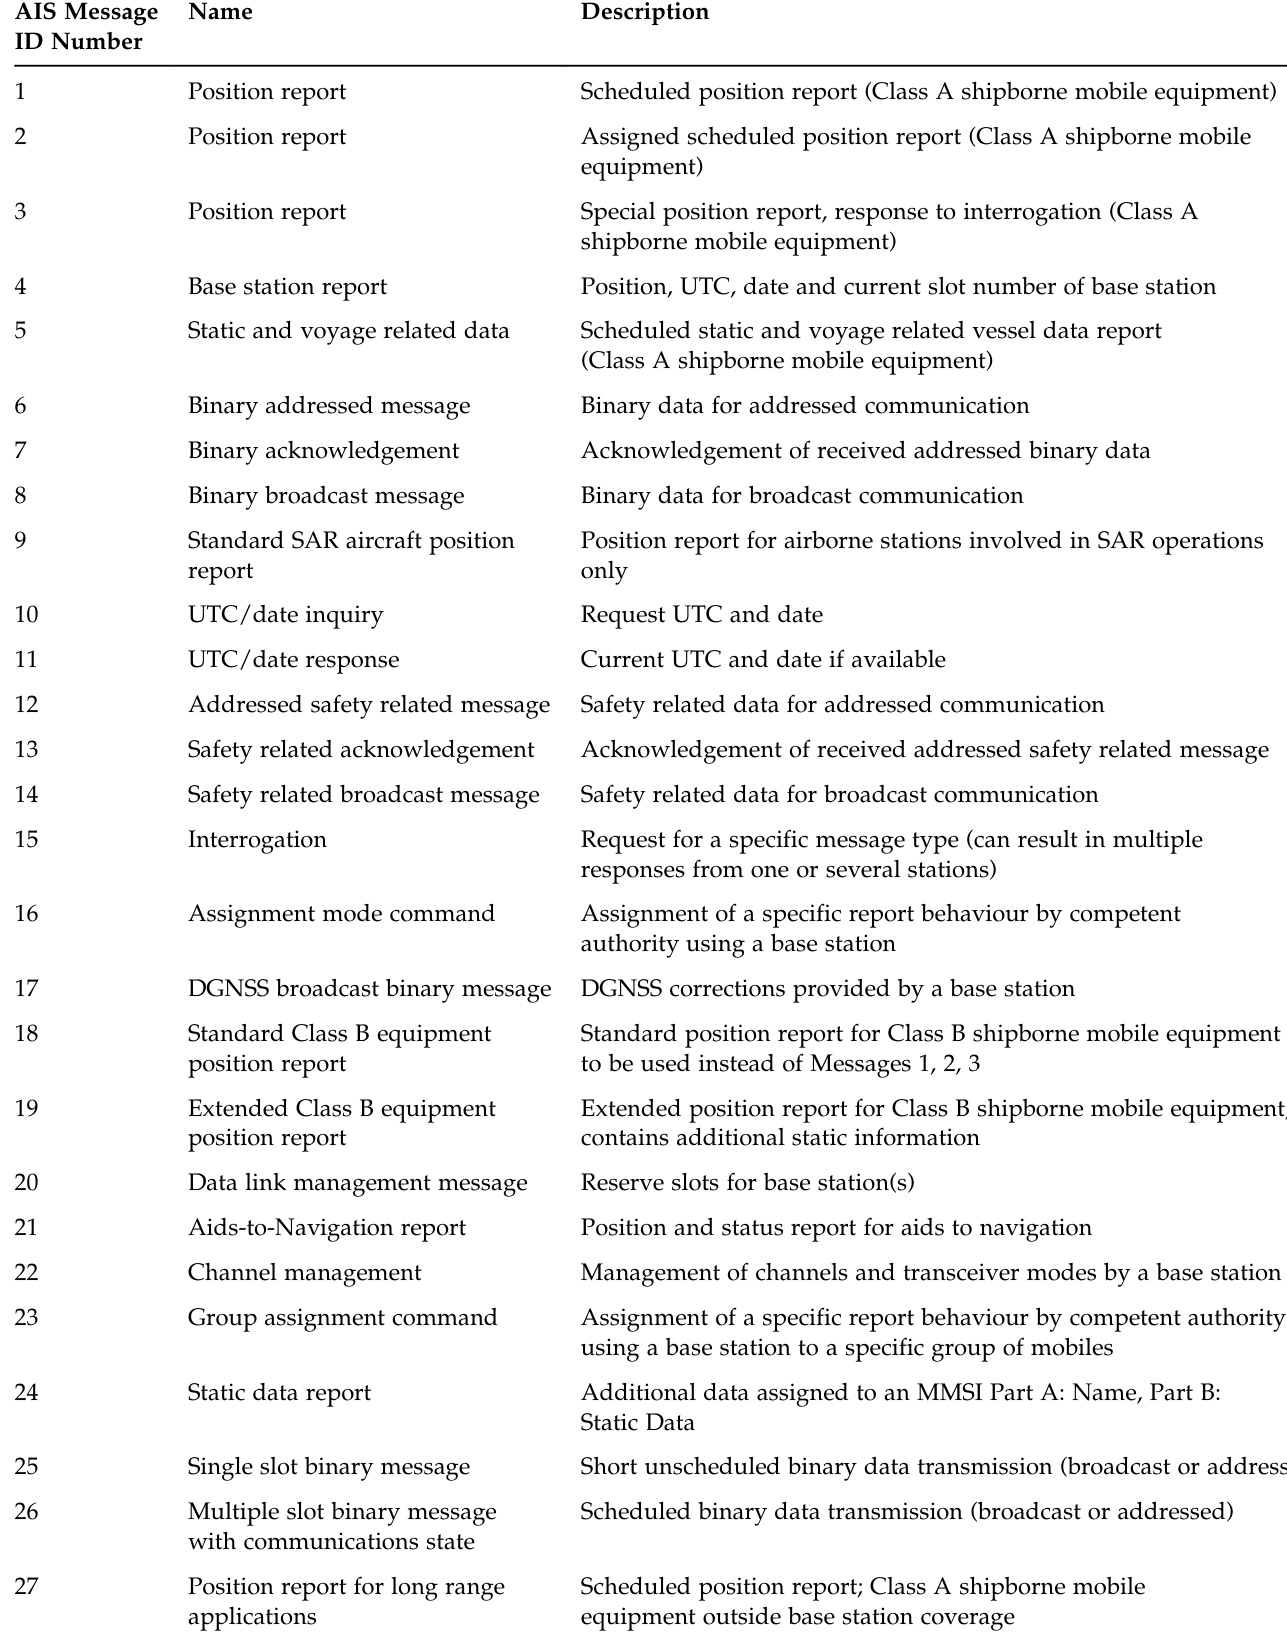 AIS Message Name Description
ID Number
1 Position report Scheduled position report (Class A shipborne mobile equipment)
2 Position report Assigned scheduled position report (Class A shipborne mobile
equipment)
3 Position report Special position report, response to interrogation (Class A
shipborne mobile equipment)
4 Base station report Position, UTC, date and current slot number of base station
5 Static and voyage related data Scheduled static and voyage related vessel data report
(Class A shipborne mobile equipment)
6 Binary addressed message Binary data for addressed communication
7 Binary acknowledgement Acknowledgement of received addressed binary data
8 Binary broadcast message Binary data for broadcast communication
9 Standard SAR aircraft position Position report for airborne stations involved in SAR operations
report only
10 UTC/date inquiry Request UTC and date
11 UTC/date response Current UTC and date if available
12 Addressed safety related message Safety related data for addressed communication
13 Safety related acknowledgement Acknowledgement of received addressed safety related message
14 Safety related broadcast message Safety related data for broadcast communication
15 Interrogation Request for a specific message type (can result in multiple
responses from one or several stations)
16 Assignment mode command Assignment of a specific report behaviour by competent
authority using a base station
17 DGNSS broadcast binary message DGNSS corrections provided by a base station
18 Standard Class B equipment Standard position report for Class B shipborne mobile equipment
position report to be used instead of Messages 1, 2, 3
19 Extended Class B equipment Extended position report for Class B shipborne mobile equipment,
position report contains additional static information
20 Data link management message Reserve slots for base station(s)
21 Aids-to-Navigation report Position and status report for aids to navigation
22 Channel management Management of channels and transceiver modes by a base station
23 Group assignment command Assignment of a specific report behaviour by competent authority
using a base station to a specific group of mobiles
24 Static data report Additional data assigned to an MMSI Part A: Name, Part B:
Static Data
25 Single slot binary message Short unscheduled binary data transmission (broadcast or address
26 Multiple slot binary message Scheduled binary data transmission (broadcast or addressed)
with communications state
27 Position report for long range Scheduled position report; Class A shipborne mobile
applications equipment outside base station coverage